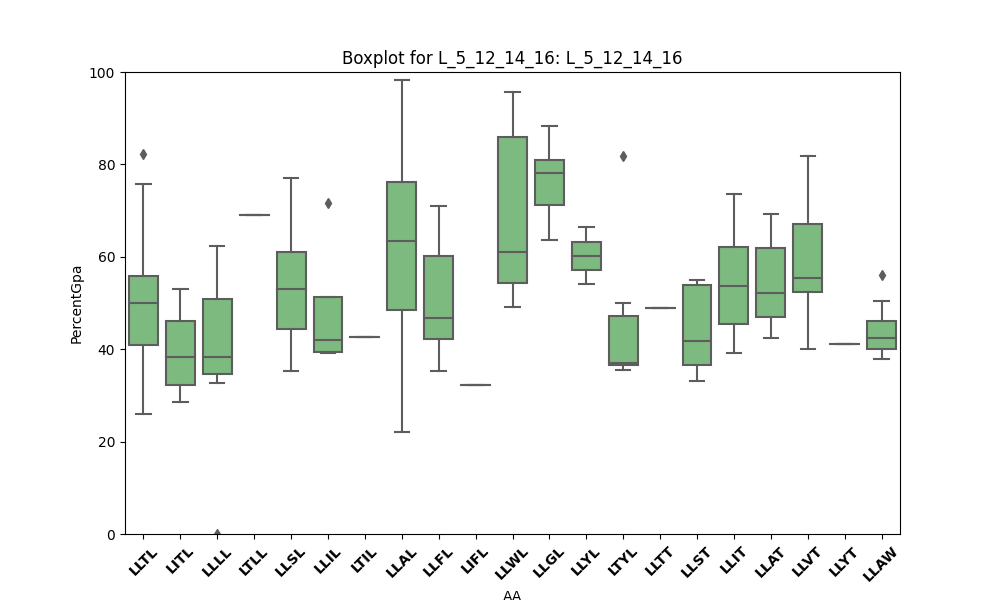 Boxplot for L_5_12_14_16: L_5_12_14_16
PercentGpa
100
80
60
40
20
0
LLTL LITL LLLL LTLL LLSL LLIL LTIL LLAL LLFL LIFL LLWL LLGL LLYL LTYL LLTT LLST LLIT LLAT LLVT LLYT LLAW
AA